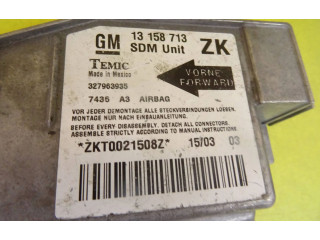 GM 13 158 713 ZK
SDM Unit
TEMIC
Made in Mexico
VORNE
FORWARD
327963935
7435 A3 AIRBAG
VOR JEDER DEMONTAGE ALLE STECKVERBINDUNGEN LÖSEN.
MONTAGE NUR NACH EINBAUANLEITUNG.
BEFORE EVERY DISASSEMBLY, DETACH ALL CONNECTORS.
ASSEMBLE STRICTLY ACCORDING TO MANUAL INSTRUCTIONS
*ZKT0021508Z* 15/03 03